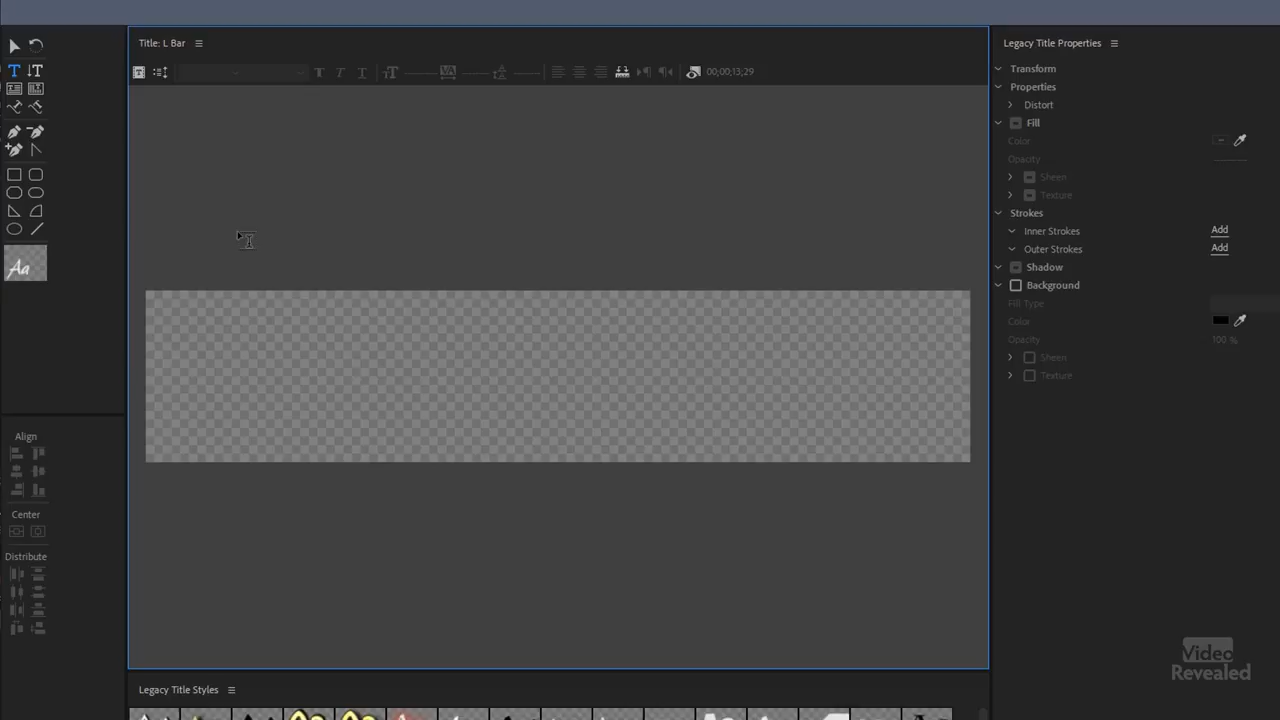 Title: L Bar
00;00;13;29
Align
Center
Distribute
Legacy Title Styles
Legacy Title Properties
Transform
Properties
Distort
Fill
Color
Opacity
Sheen
Texture
Strokes
Inner Strokes Add
Outer Strokes Add
Shadow
Background
Fill Type
Color
Opacity 100 %
Sheen
Texture
Video
Revealed